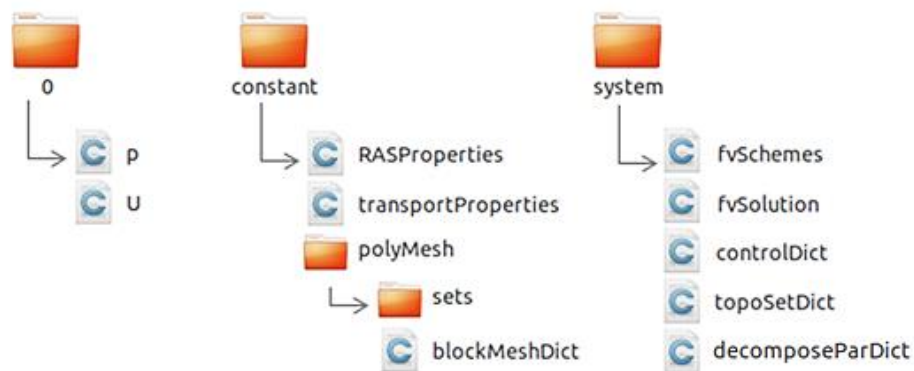 0
p
U
constant
RASProperties
transportProperties
polyMesh
sets
blockMeshDict
system
fvSchemes
fvSolution
controlDict
topoSetDict
decomposeParDict